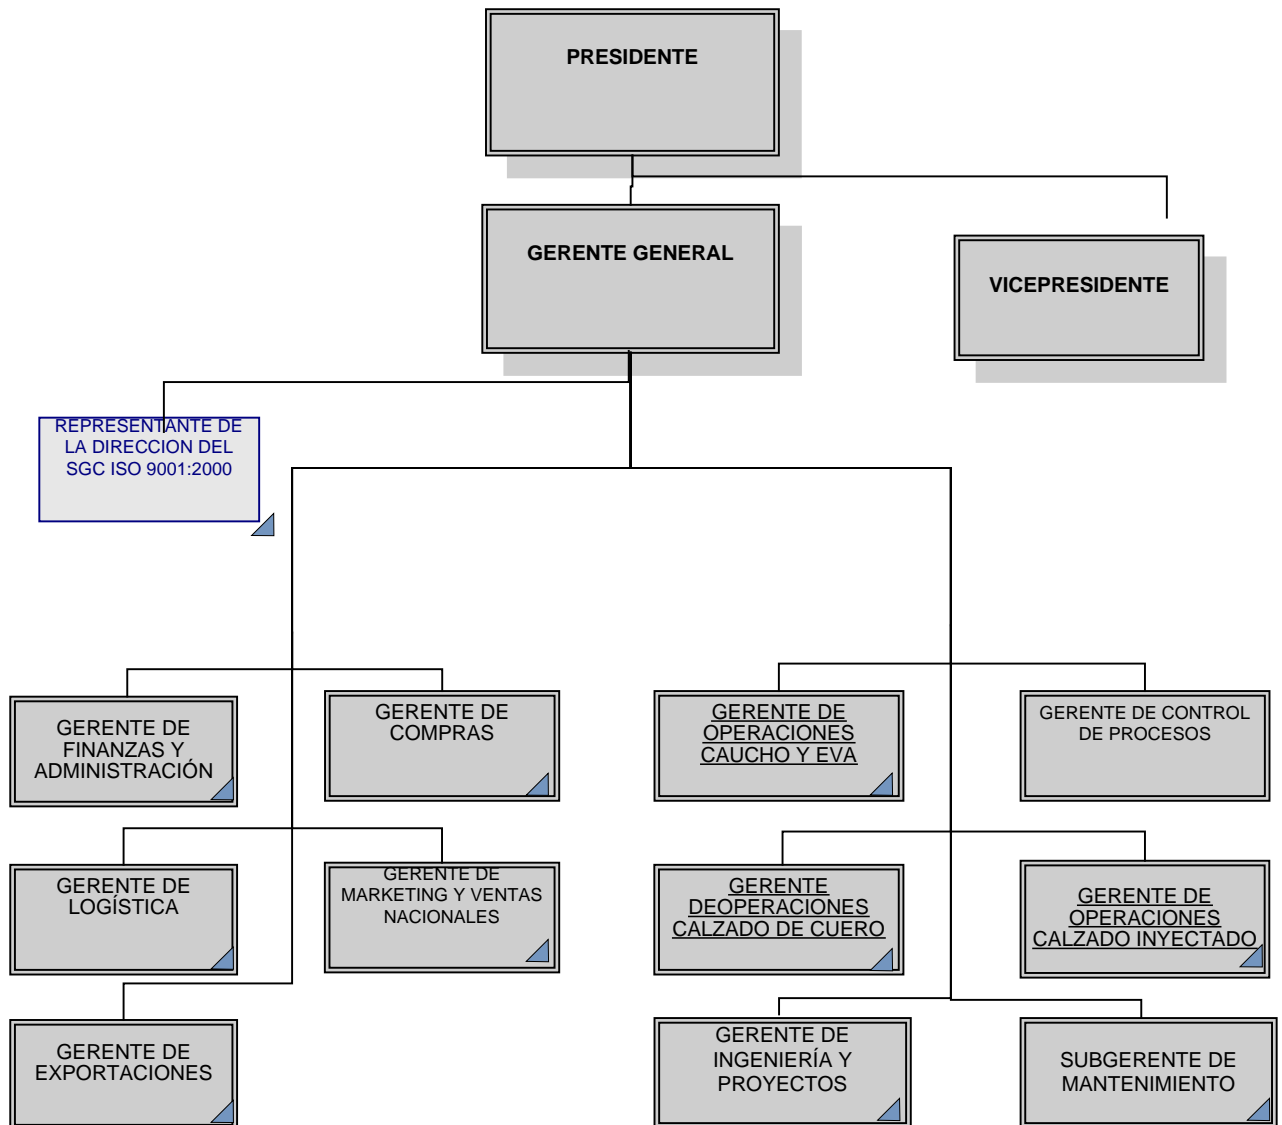 PRESIDENTE
GERENTE GENERAL
VICEPRESIDENTE
REPRESENTANTE DE
LA DIRECCION DEL
SGC ISO 9001:2000
GERENTE DE
FINANZAS Y
ADMINISTRACIÓN
GERENTE DE
COMPRAS
GERENTE DE
OPERACIONES
CAUCHO Y EVA
GERENTE DE CONTROL
DE PROCESOS
GERENTE DE
LOGÍSTICA
GERENTE DE
MARKETING Y VENTAS
NACIONALES
GERENTE
DEOPERACIONES
CALZADO DE CUERO
GERENTE DE
OPERACIONES
CALZADO INYECTADO
GERENTE DE
EXPORTACIONES
GERENTE DE
INGENIERÍA Y
PROYECTOS
SUBGERENTE DE
MANTENIMIENTO